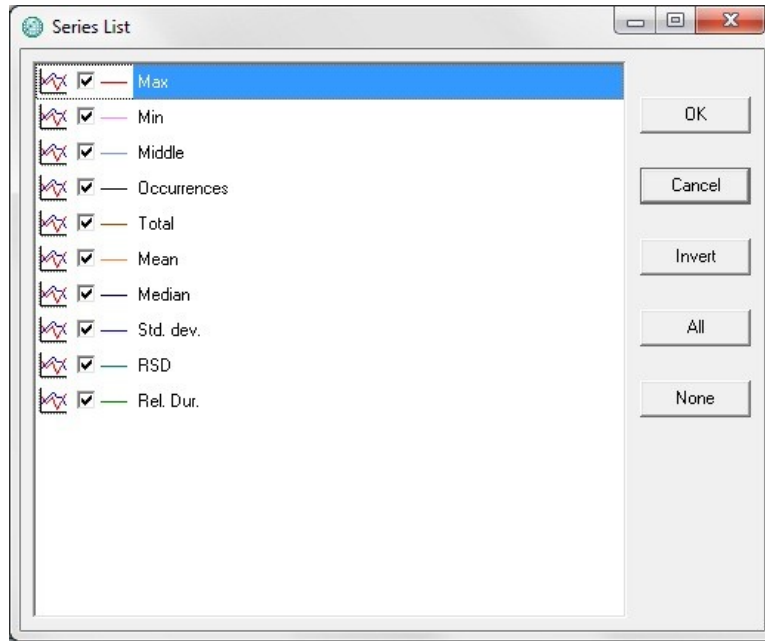 Series List
Max
Min
Middle
Occurrences
Total
Mean
Median
Std. dev.
RSD
Rel. Dur.
OK
Cancel
Invert
All
None